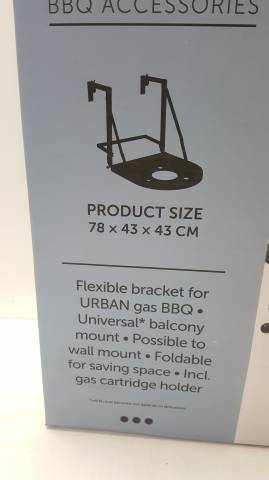 BBQ ACCESSORIES
PRODUCT SIZE
78 x 43 x 43 CM
Flexible bracket for
URBAN gas BBQ •
Universal* balcony
mount • Possible to
wall mount • Foldable
for saving space • Incl.
gas cartridge holder